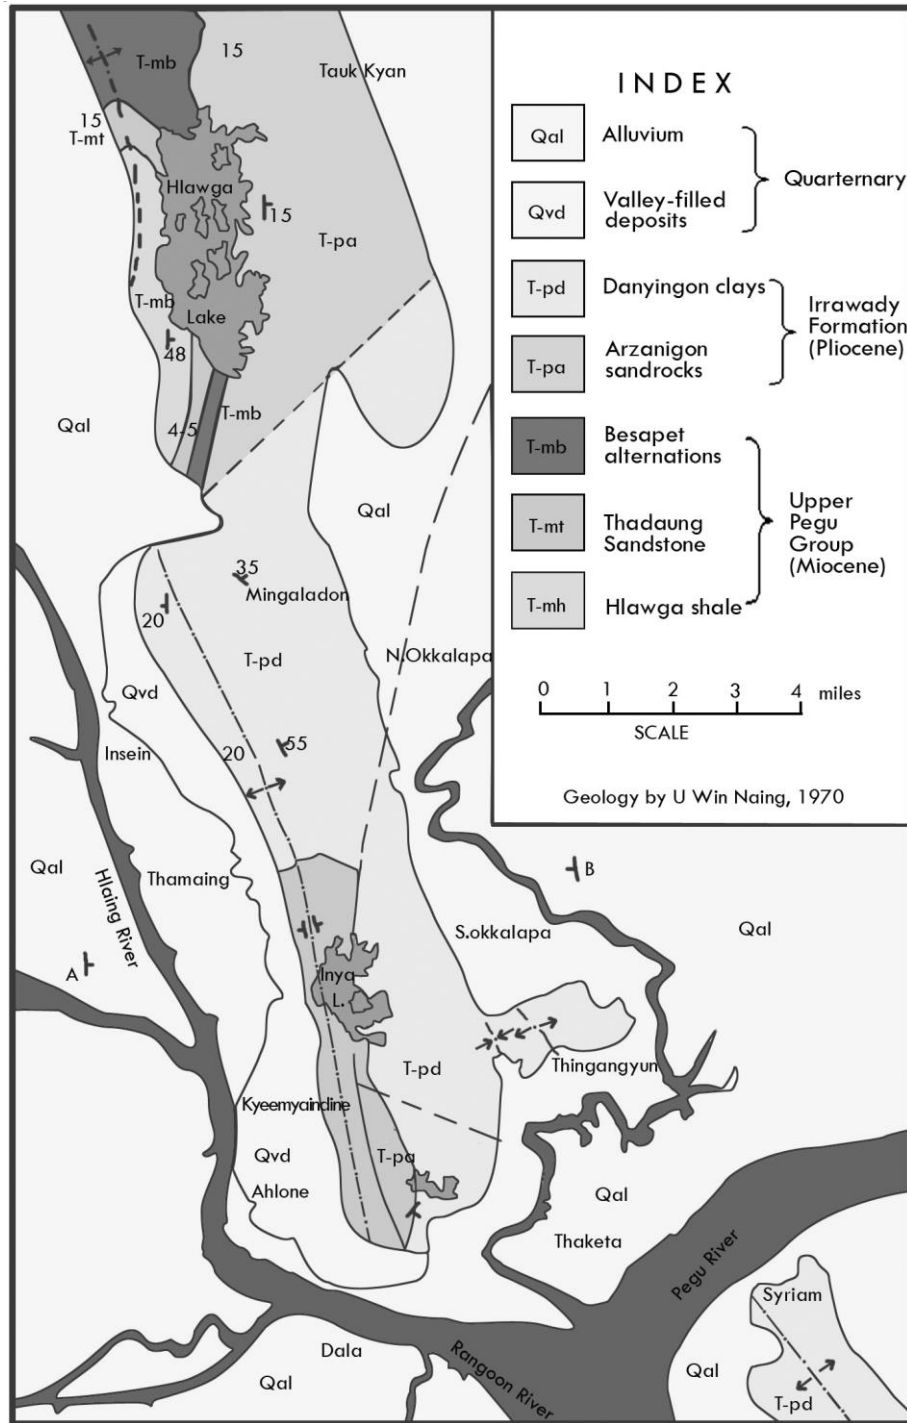 T-mb
15
Tauk Kyan
15
T-mt
Hlawga
15
T-pa
T-mb
Lake
48
T-mb
4-5
Qal
Qal
35
Mingaladon
20
T-pd
N.Okkalapa
Qvd
Insein
20
55
Qal
Hlaing River
Thamaing
B
S.okkalapa
Qal
A
Inya
L.
T-pd
Thingangyun
Kyeemyaindine
Qvd
T-pa
Ahlone
Qal
Thaketa
Pegu River
Syriam
Dala
Qal
Rangoon River
Qal
T-pd
INDEX
Qal Alluvium
Qvd Valley-filled
deposits
Quarternary
T-pd Danyingon clays
T-pa Arzanigon
sandrocks
Irrawady
Formation
(Pliocene)
T-mb Besapet
alternations
T-mt Thadaung
Sandstone
T-mh Hlawga shale
Upper
Pegu
Group
(Miocene)
0 1 2 3 4 miles
SCALE
Geology by U Win Naing, 1970